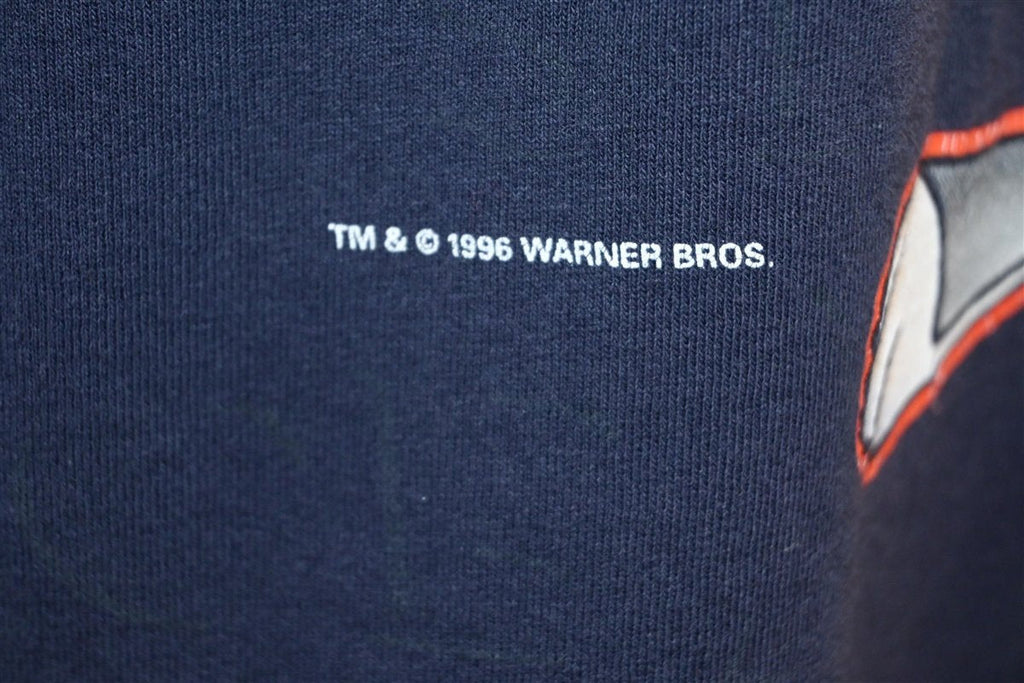 TM & © 1996 WARNER BROS.